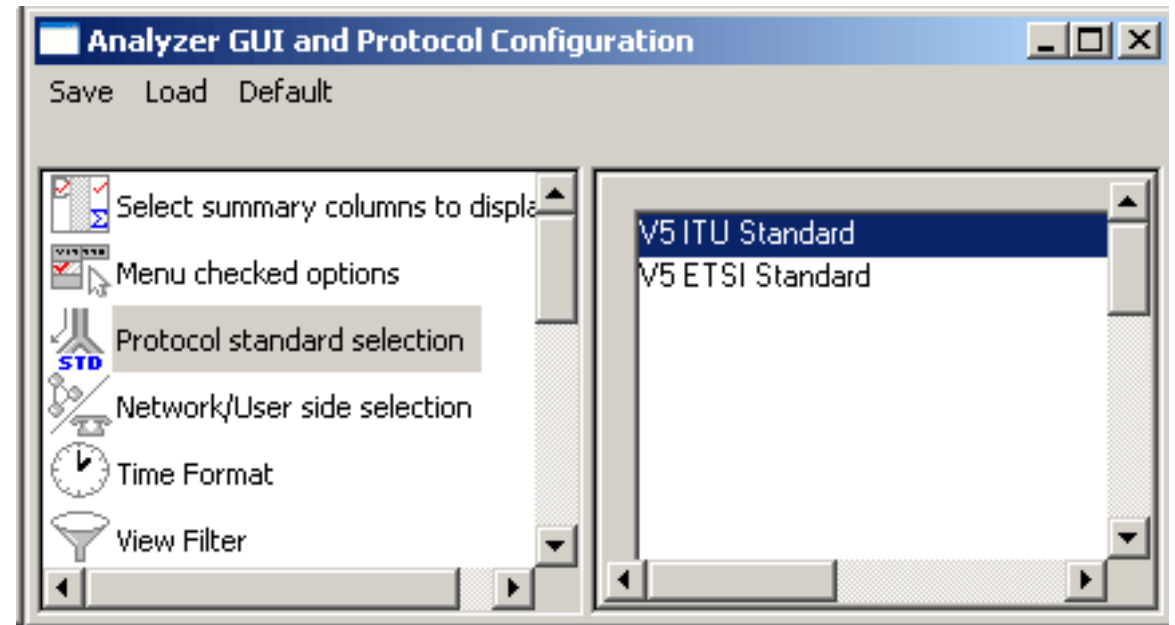 Analyzer GUI and Protocol Configuration
Save Load Default
Select summary columns to displa
Menu checked options
Protocol standard selection
STD
Network/User side selection
Time Format
View Filter
V5 ITU Standard
V5 ETSI Standard